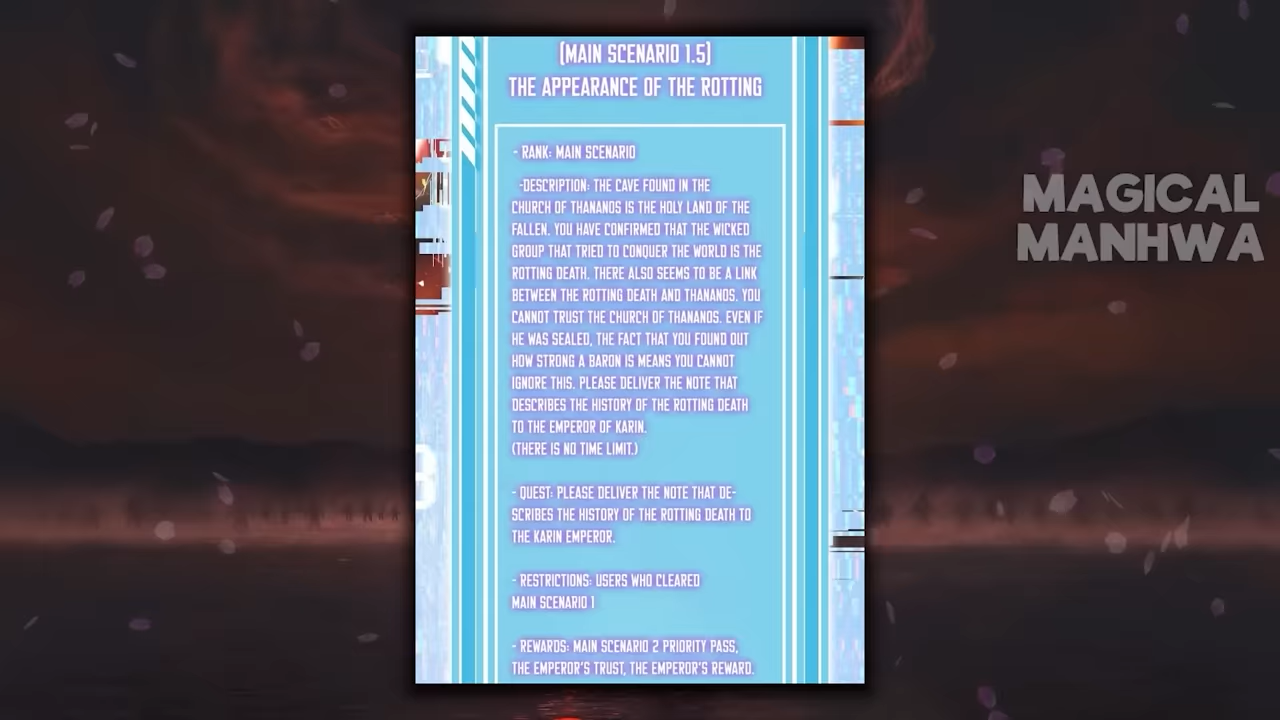 [MAIN SCENARIO 1.5]
THE APPEARANCE OF THE ROTTING
- RANK: MAIN SCENARIO
-DESCRIPTION: THE CAVE FOUND IN THE
CHURCH OF THANANOS IS THE HOLY LAND OF THE
FALLEN. YOU HAVE CONFIRMED THAT THE WICKED
GROUP THAT TRIED TO CONQUER THE WORLD IS THE
ROTTING DEATH. THERE ALSO SEEMS TO BE A LINK
BETWEEN THE ROTTING DEATH AND THANANOS. YOU
CANNOT TRUST THE CHURCH OF THANANOS. EVEN IF
HE WAS SEALED, THE FACT THAT YOU FOUND OUT
HOW STRONG A BARON IS MEANS YOU CANNOT
IGNORE THIS. PLEASE DELIVER THE NOTE THAT
DESCRIBES THE HISTORY OF THE ROTTING DEATH
TO THE EMPEROR OF KARIN.
(THERE IS NO TIME LIMIT.)
- QUEST: PLEASE DELIVER THE NOTE THAT DE-
SCRIBES THE HISTORY OF THE ROTTING DEATH TO
THE KARIN EMPEROR.
- RESTRICTIONS: USERS WHO CLEARED
MAIN SCENARIO 1
- REWARDS: MAIN SCENARIO 2 PRIORITY PASS,
THE EMPEROR'S TRUST, THE EMPEROR'S REWARD.
MAGICAL
MANHWA